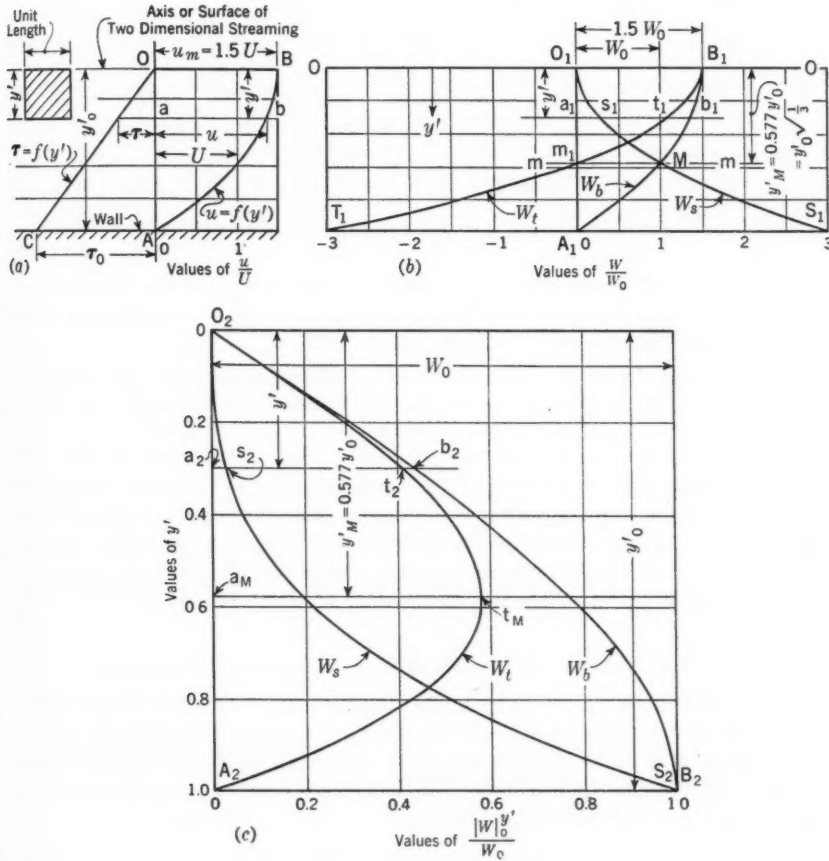 Unit
Length
Axis or Surface of
Two Dimensional Streaming
u_m = 1.5 U
O
B
y'
y'_0
a
y'
b
τ
u
U
τ = f(y')
u = f(y')
Wall
C
A
0
1
(a)
τ_0
Values of u/U
1.5 W_0
W_0
O_1
B_1
0
0
y'
a_1
s_1
t_1
b_1
y'
m_1
m
M
m
y'_M = 0.577 y'_0
= y'_0 √1/3
W_b
W_t
W_s
T_1
S_1
-3
-2
-1
A_1
0
1
2
3
(b)
Values of W/W_0
O_2
0
W_0
y'
0.2
a_2
s_2
b_2
t_2
y'_M = 0.577 y'_0
y'_0
0.4
Values of y'
a_M
0 6
t_M
W_s
W_t
W_b
0.8
A_2
S_2
B_2
1.0
0
0.2
0.4
0.6
0.8
1.0
(c)
Values of |W|_0^y' / W_0